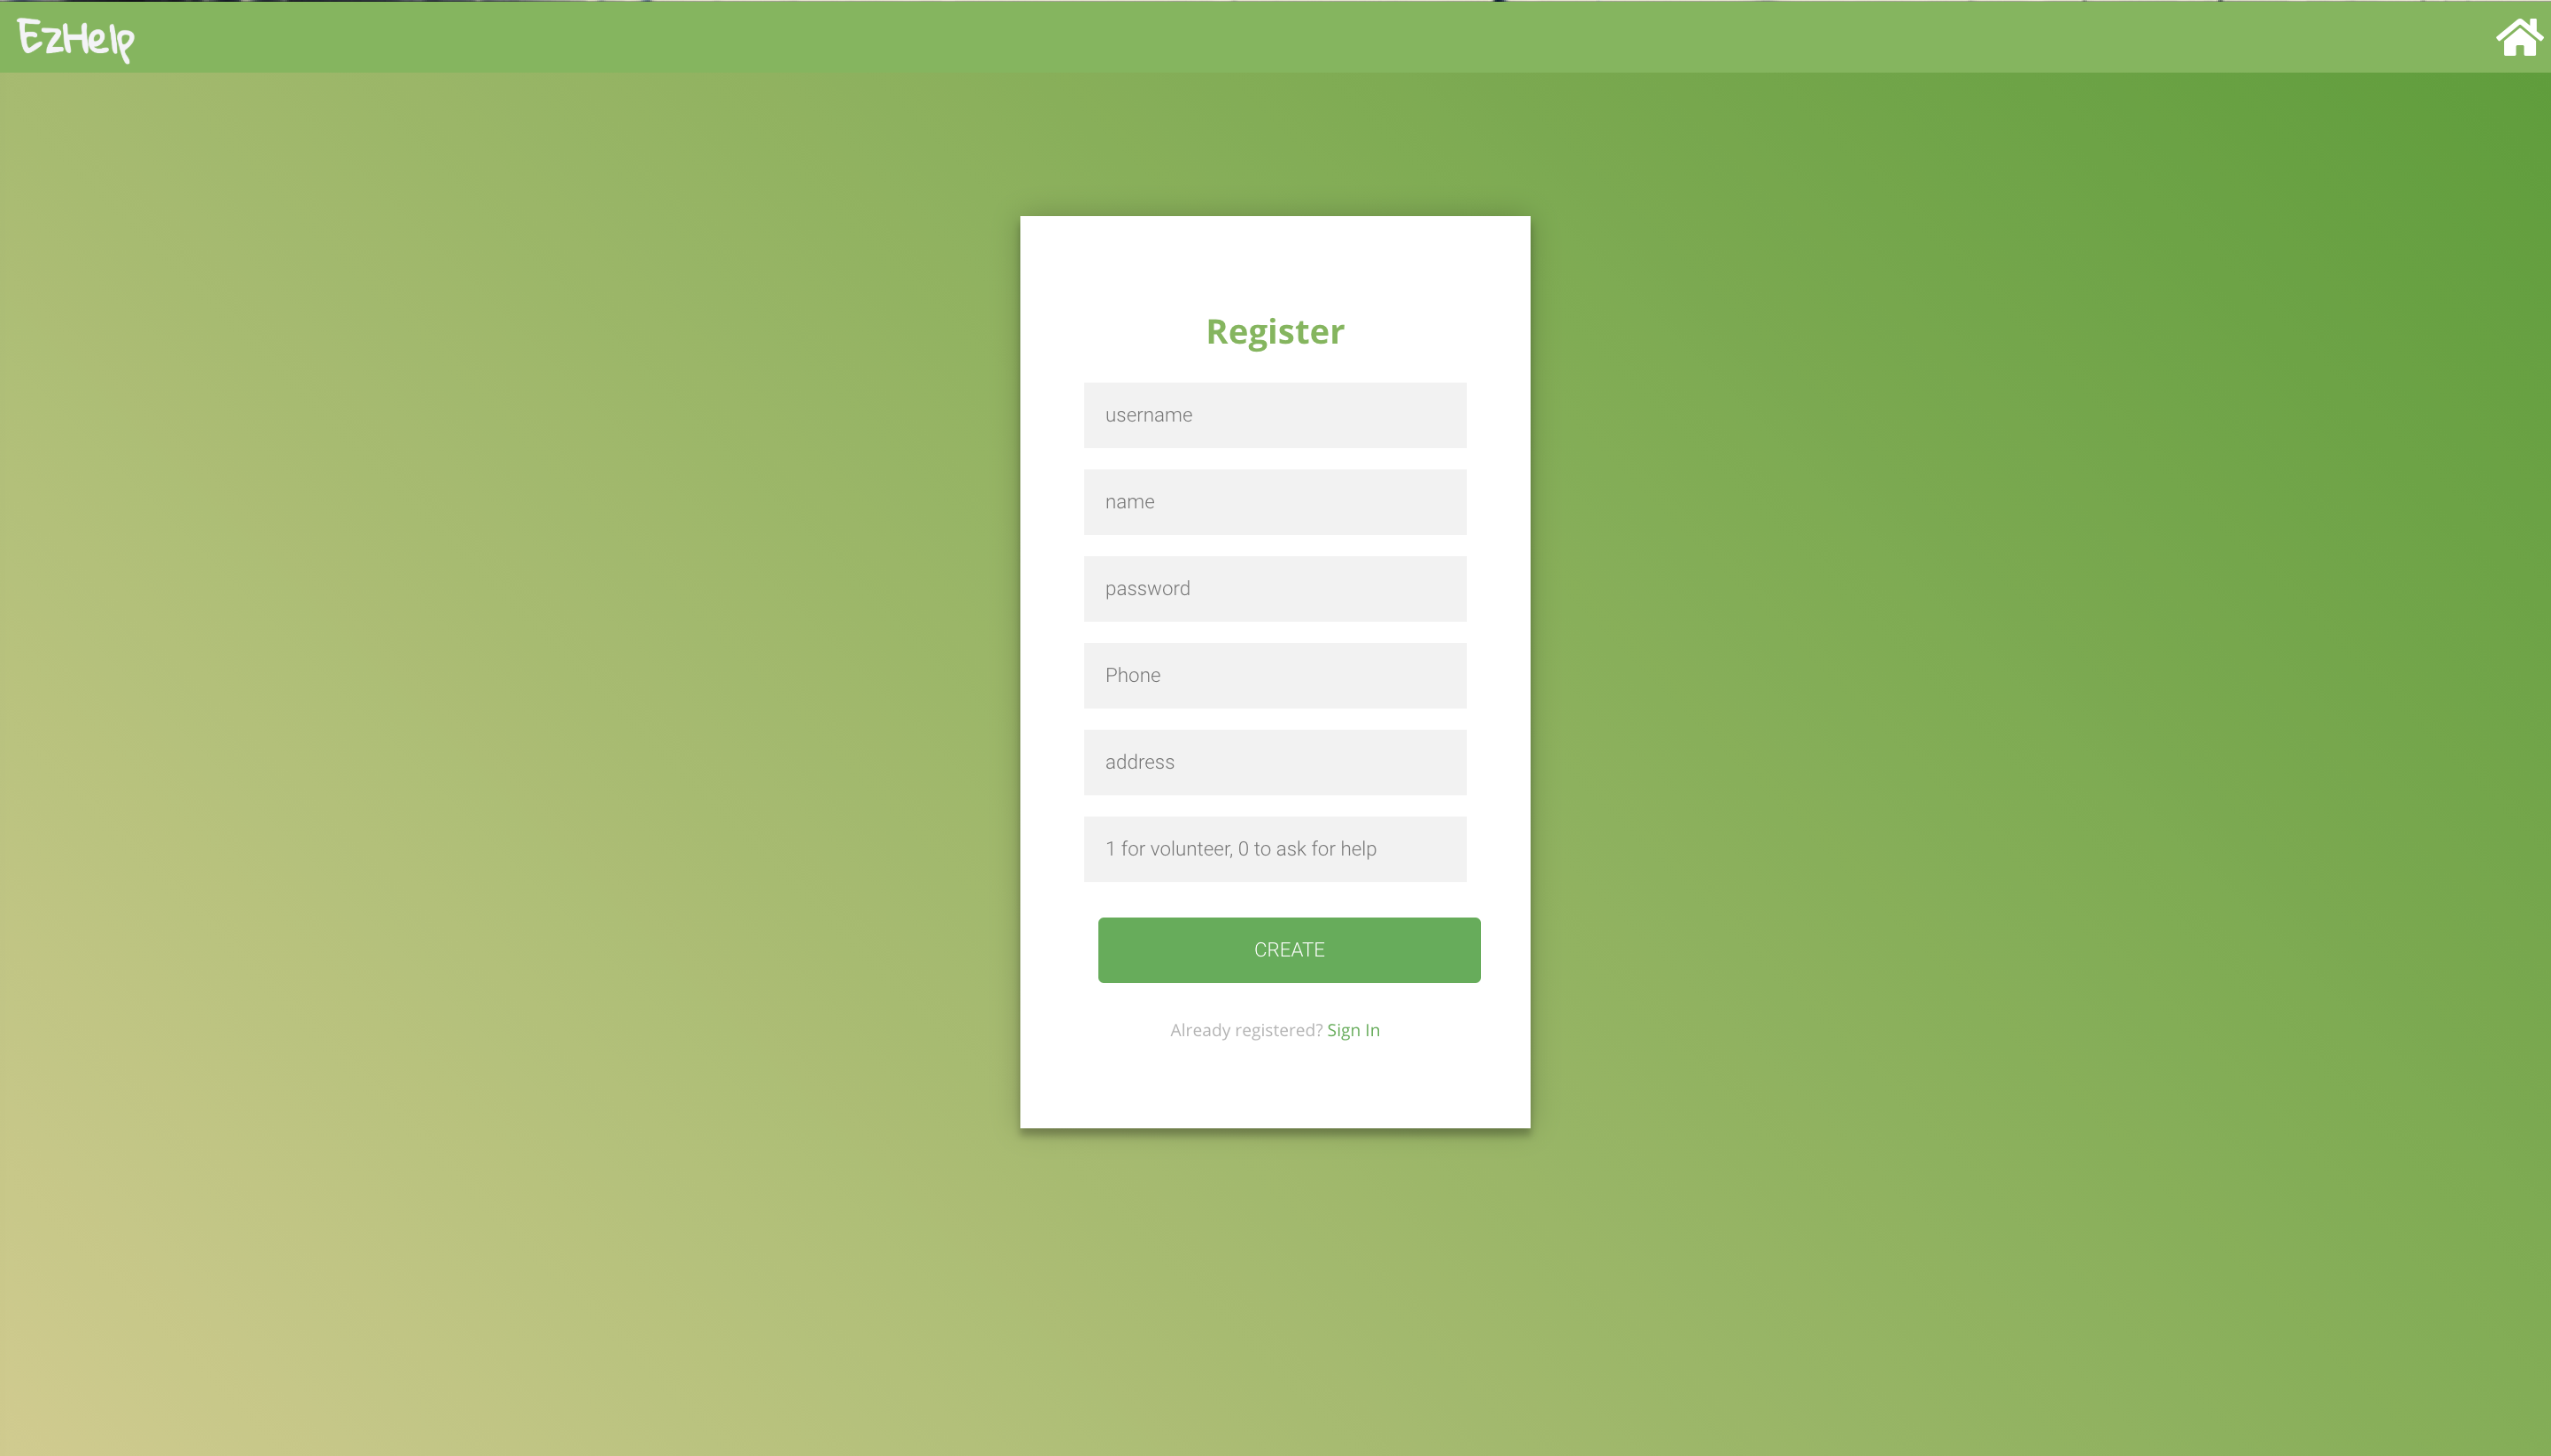 EzHelp
Register
username
name
password
Phone
address
1 for volunteer, 0 to ask for help
CREATE
Already registered? Sign In